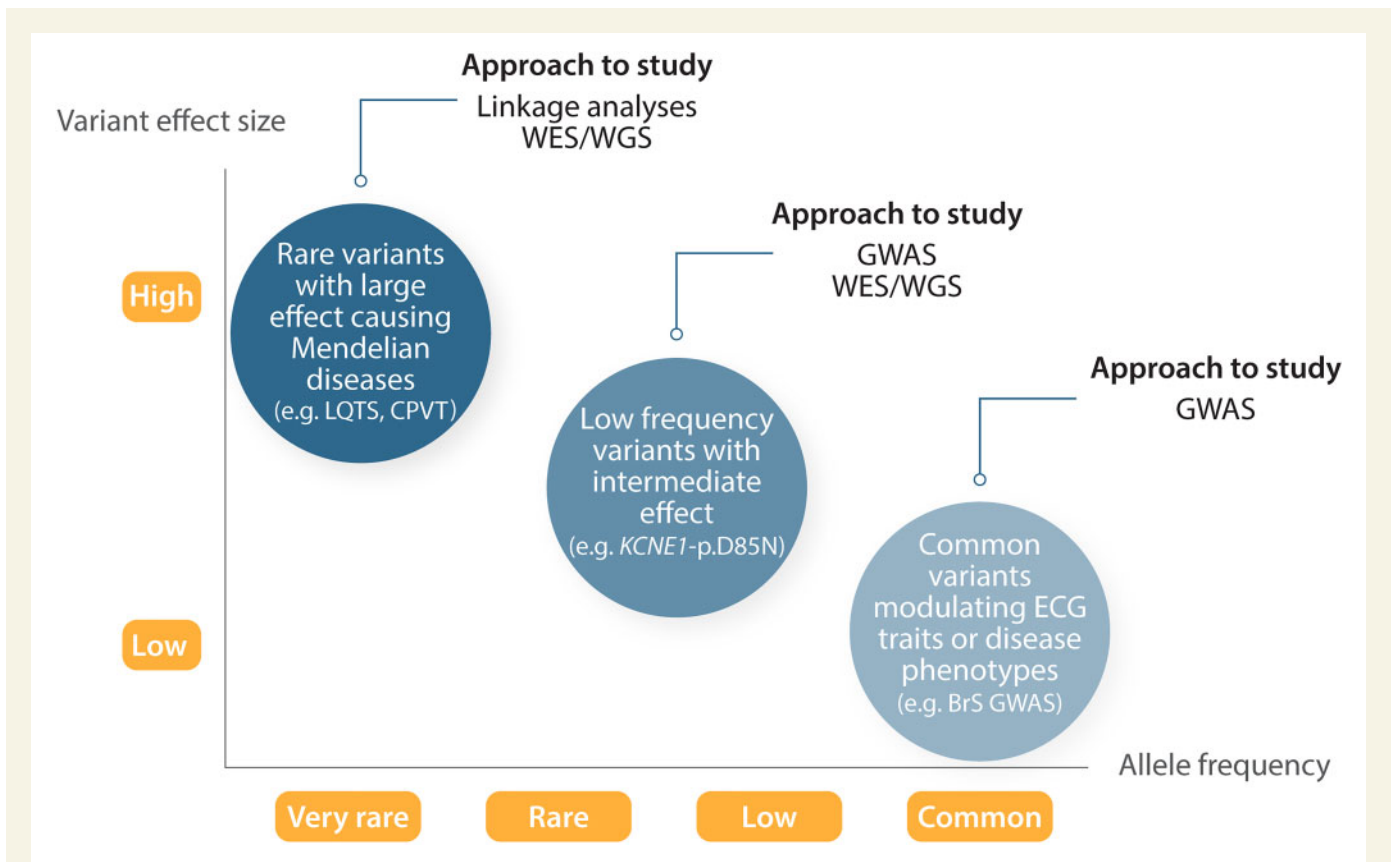 Approach to study
Linkage analyses
WES/WGS
Variant effect size
Approach to study
GWAS
WES/WGS
High
Rare variants
with large
effect causing
Mendelian
diseases
(e.g. LQTS, CPVT)
Approach to study
GWAS
Low frequency
variants with
intermediate
effect
(e.g. KCNE1-p.D85N)
Common
variants
modulating ECG
traits or disease
phenotypes
(e.g. BrS GWAS)
Low
Allele frequency
Very rare
Rare
Low
Common